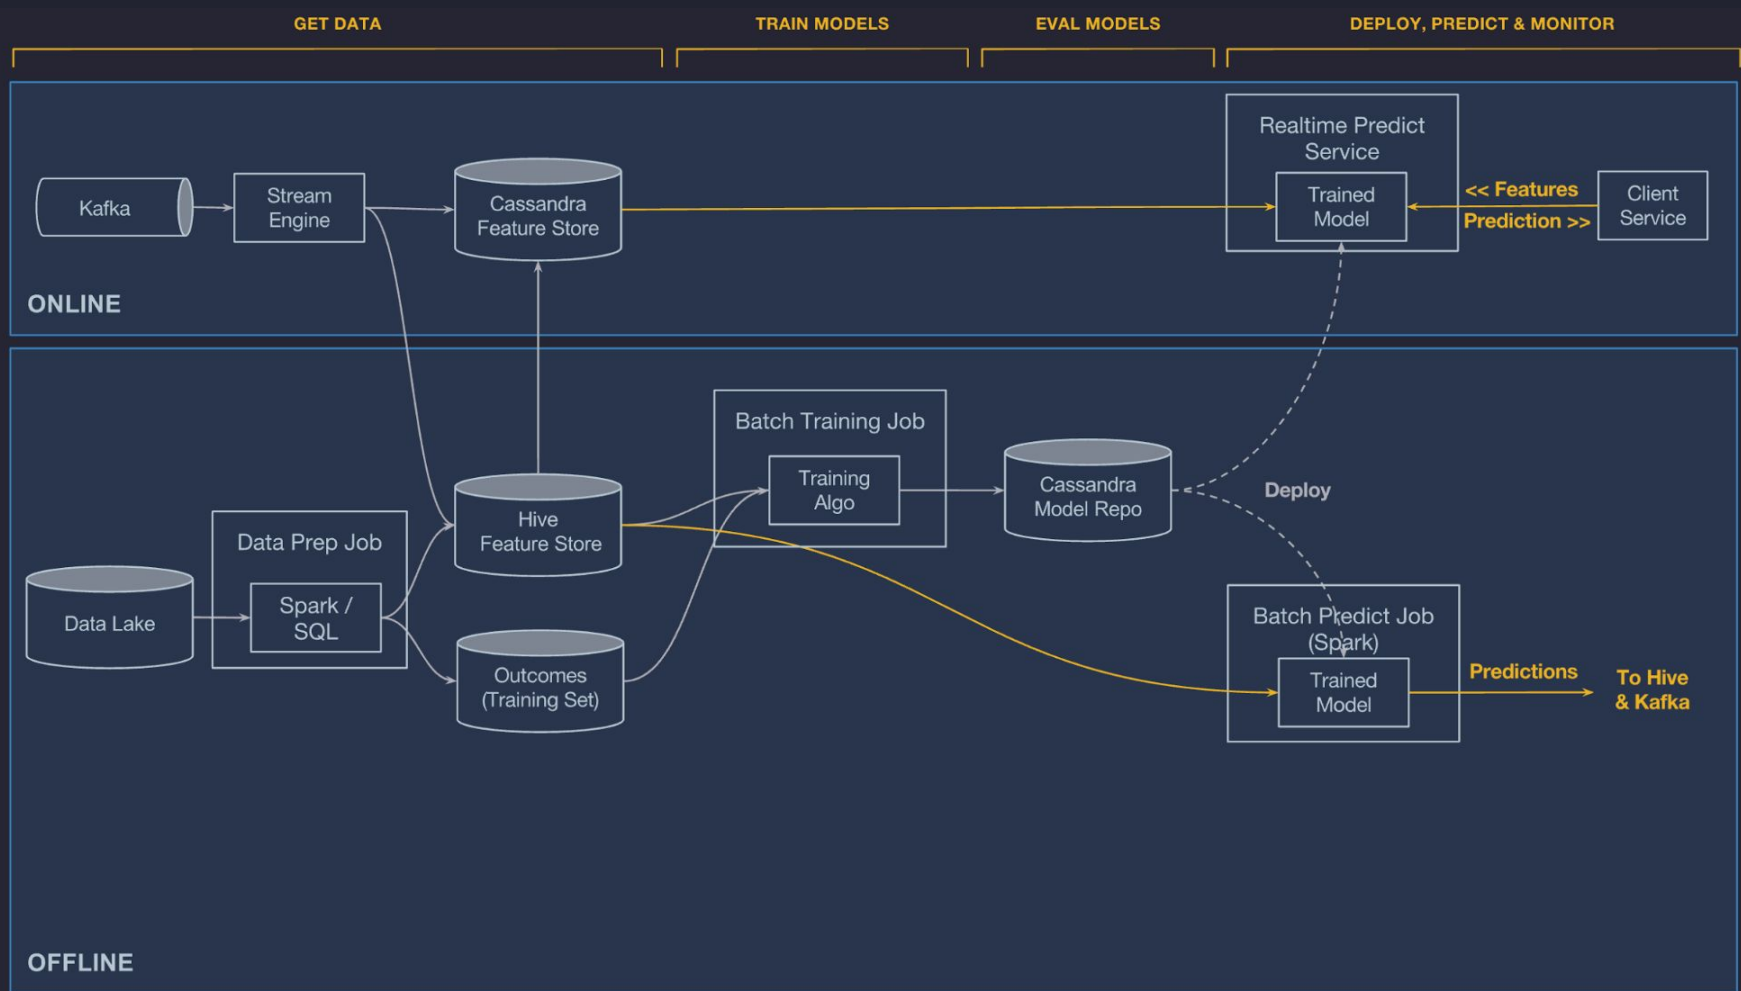 GET DATA
TRAIN MODELS
EVAL MODELS
DEPLOY, PREDICT & MONITOR
Kafka
Stream
Engine
Cassandra
Feature Store
Realtime Predict
Service
Trained
Model
<< Features
Prediction >>
Client
Service
ONLINE
Data Lake
Data Prep Job
Spark /
SQL
Hive
Feature Store
Outcomes
(Training Set)
Batch Training Job
Training
Algo
Cassandra
Model Repo
Deploy
Batch Predict Job
(Spark)
Trained
Model
Predictions
To Hive
& Kafka
OFFLINE